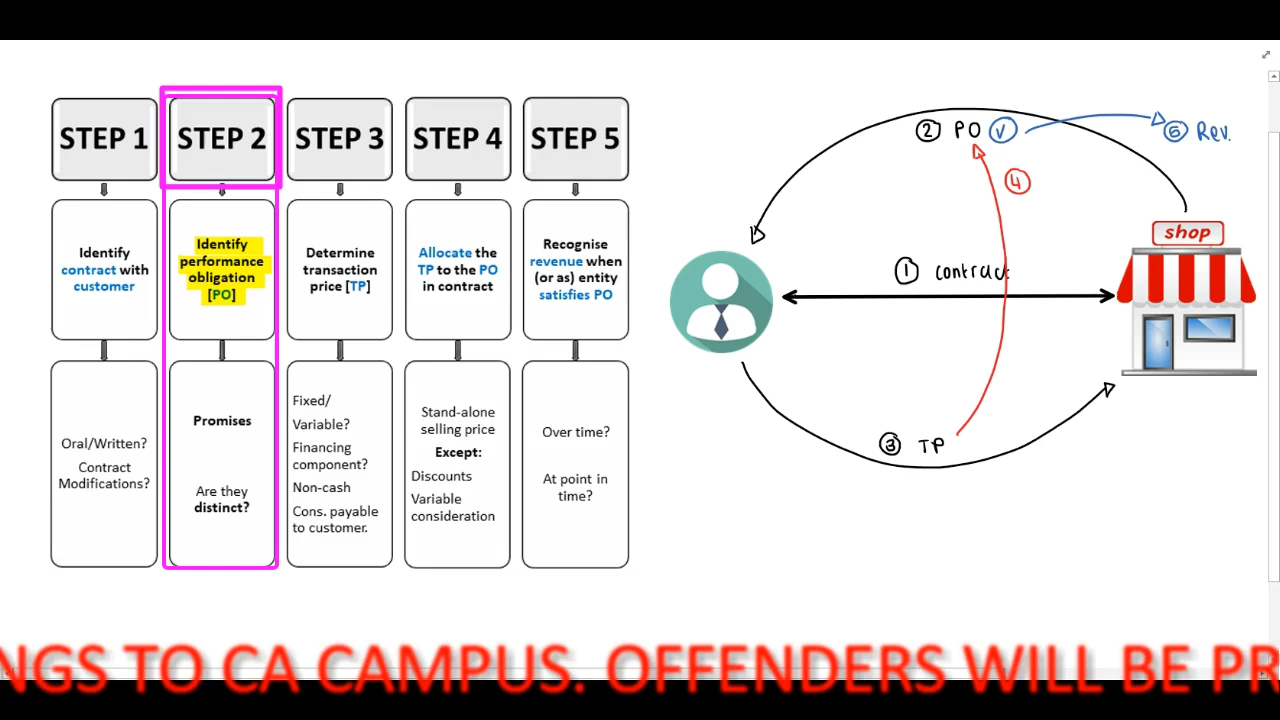 STEP 1
STEP 2
STEP 3
STEP 4
STEP 5
Identify
contract with
customer
Identify
performance
obligation
[PO]
Determine
transaction
price [TP]
Allocate the
TP to the PO
in contract
Recognise
revenue when
(or as) entity
satisfies PO
Oral/Written?
Contract
Modifications?
Promises
Are they
distinct?
Fixed/
Variable?
Financing
component?
Non-cash
Cons. payable
to customer.
Stand-alone
selling price
Except:
Discounts
Variable
consideration
Over time?
At point in
time?
② PO
⑤ Rev.
④
shop
① contract
③ TP
NGS TO CA CAMPUS. OFFENDERS WILL BE PR